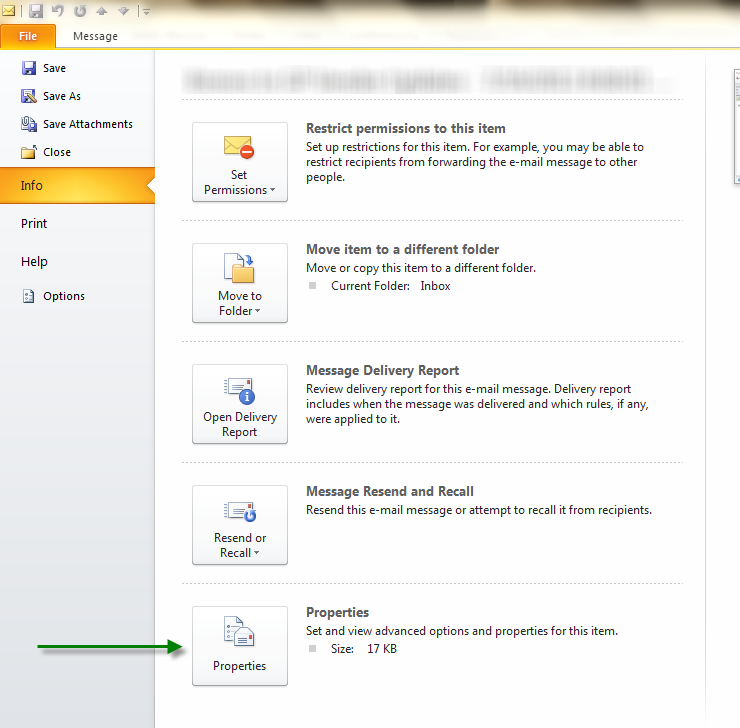 File
Message
Save
Save As
Save Attachments
Close
Info
Print
Help
Options
Set
Permissions
Restrict permissions to this item
Set up restrictions for this item. For example, you may be able to
restrict recipients from forwarding the e-mail message to other
people.
Move to
Folder
Move item to a different folder
Move or copy this item to a different folder.
Current Folder: Inbox
Open Delivery
Report
Message Delivery Report
Review delivery report for this e-mail message. Delivery report
includes when the message was delivered and which rules, if any,
were applied to it.
Resend or
Recall
Message Resend and Recall
Resend this e-mail message or attempt to recall it from recipients.
Properties
Properties
Set and view advanced options and properties for this item.
Size: 17 KB